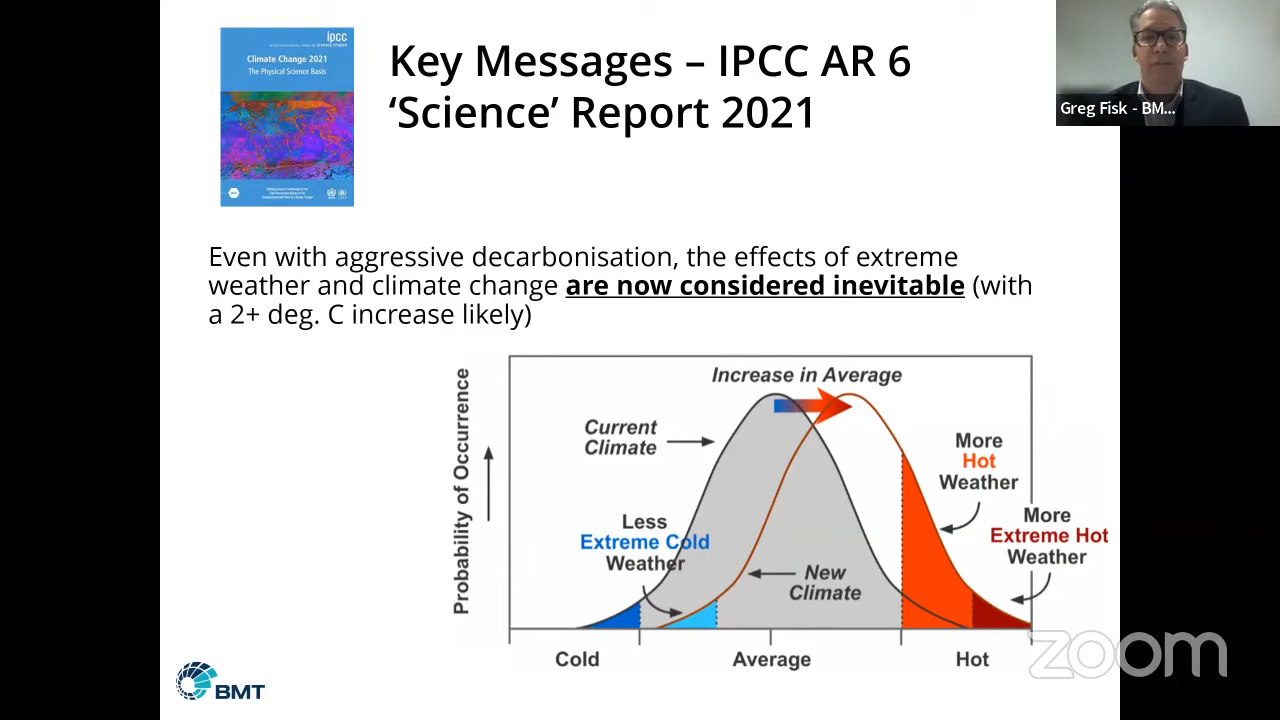 ipcc
Climate Change 2021
The Physical Science Basis
Key Messages – IPCC AR 6
‘Science’ Report 2021
Greg Fisk - BM...
Even with aggressive decarbonisation, the effects of extreme
weather and climate change are now considered inevitable (with
a 2+ deg. C increase likely)
Probability of Occurrence
Increase in Average
Current
Climate
More
Hot
Weather
Less
Extreme Cold
Weather
More
Extreme Hot
Weather
New
Climate
Cold
Average
Hot
zoom
BMT